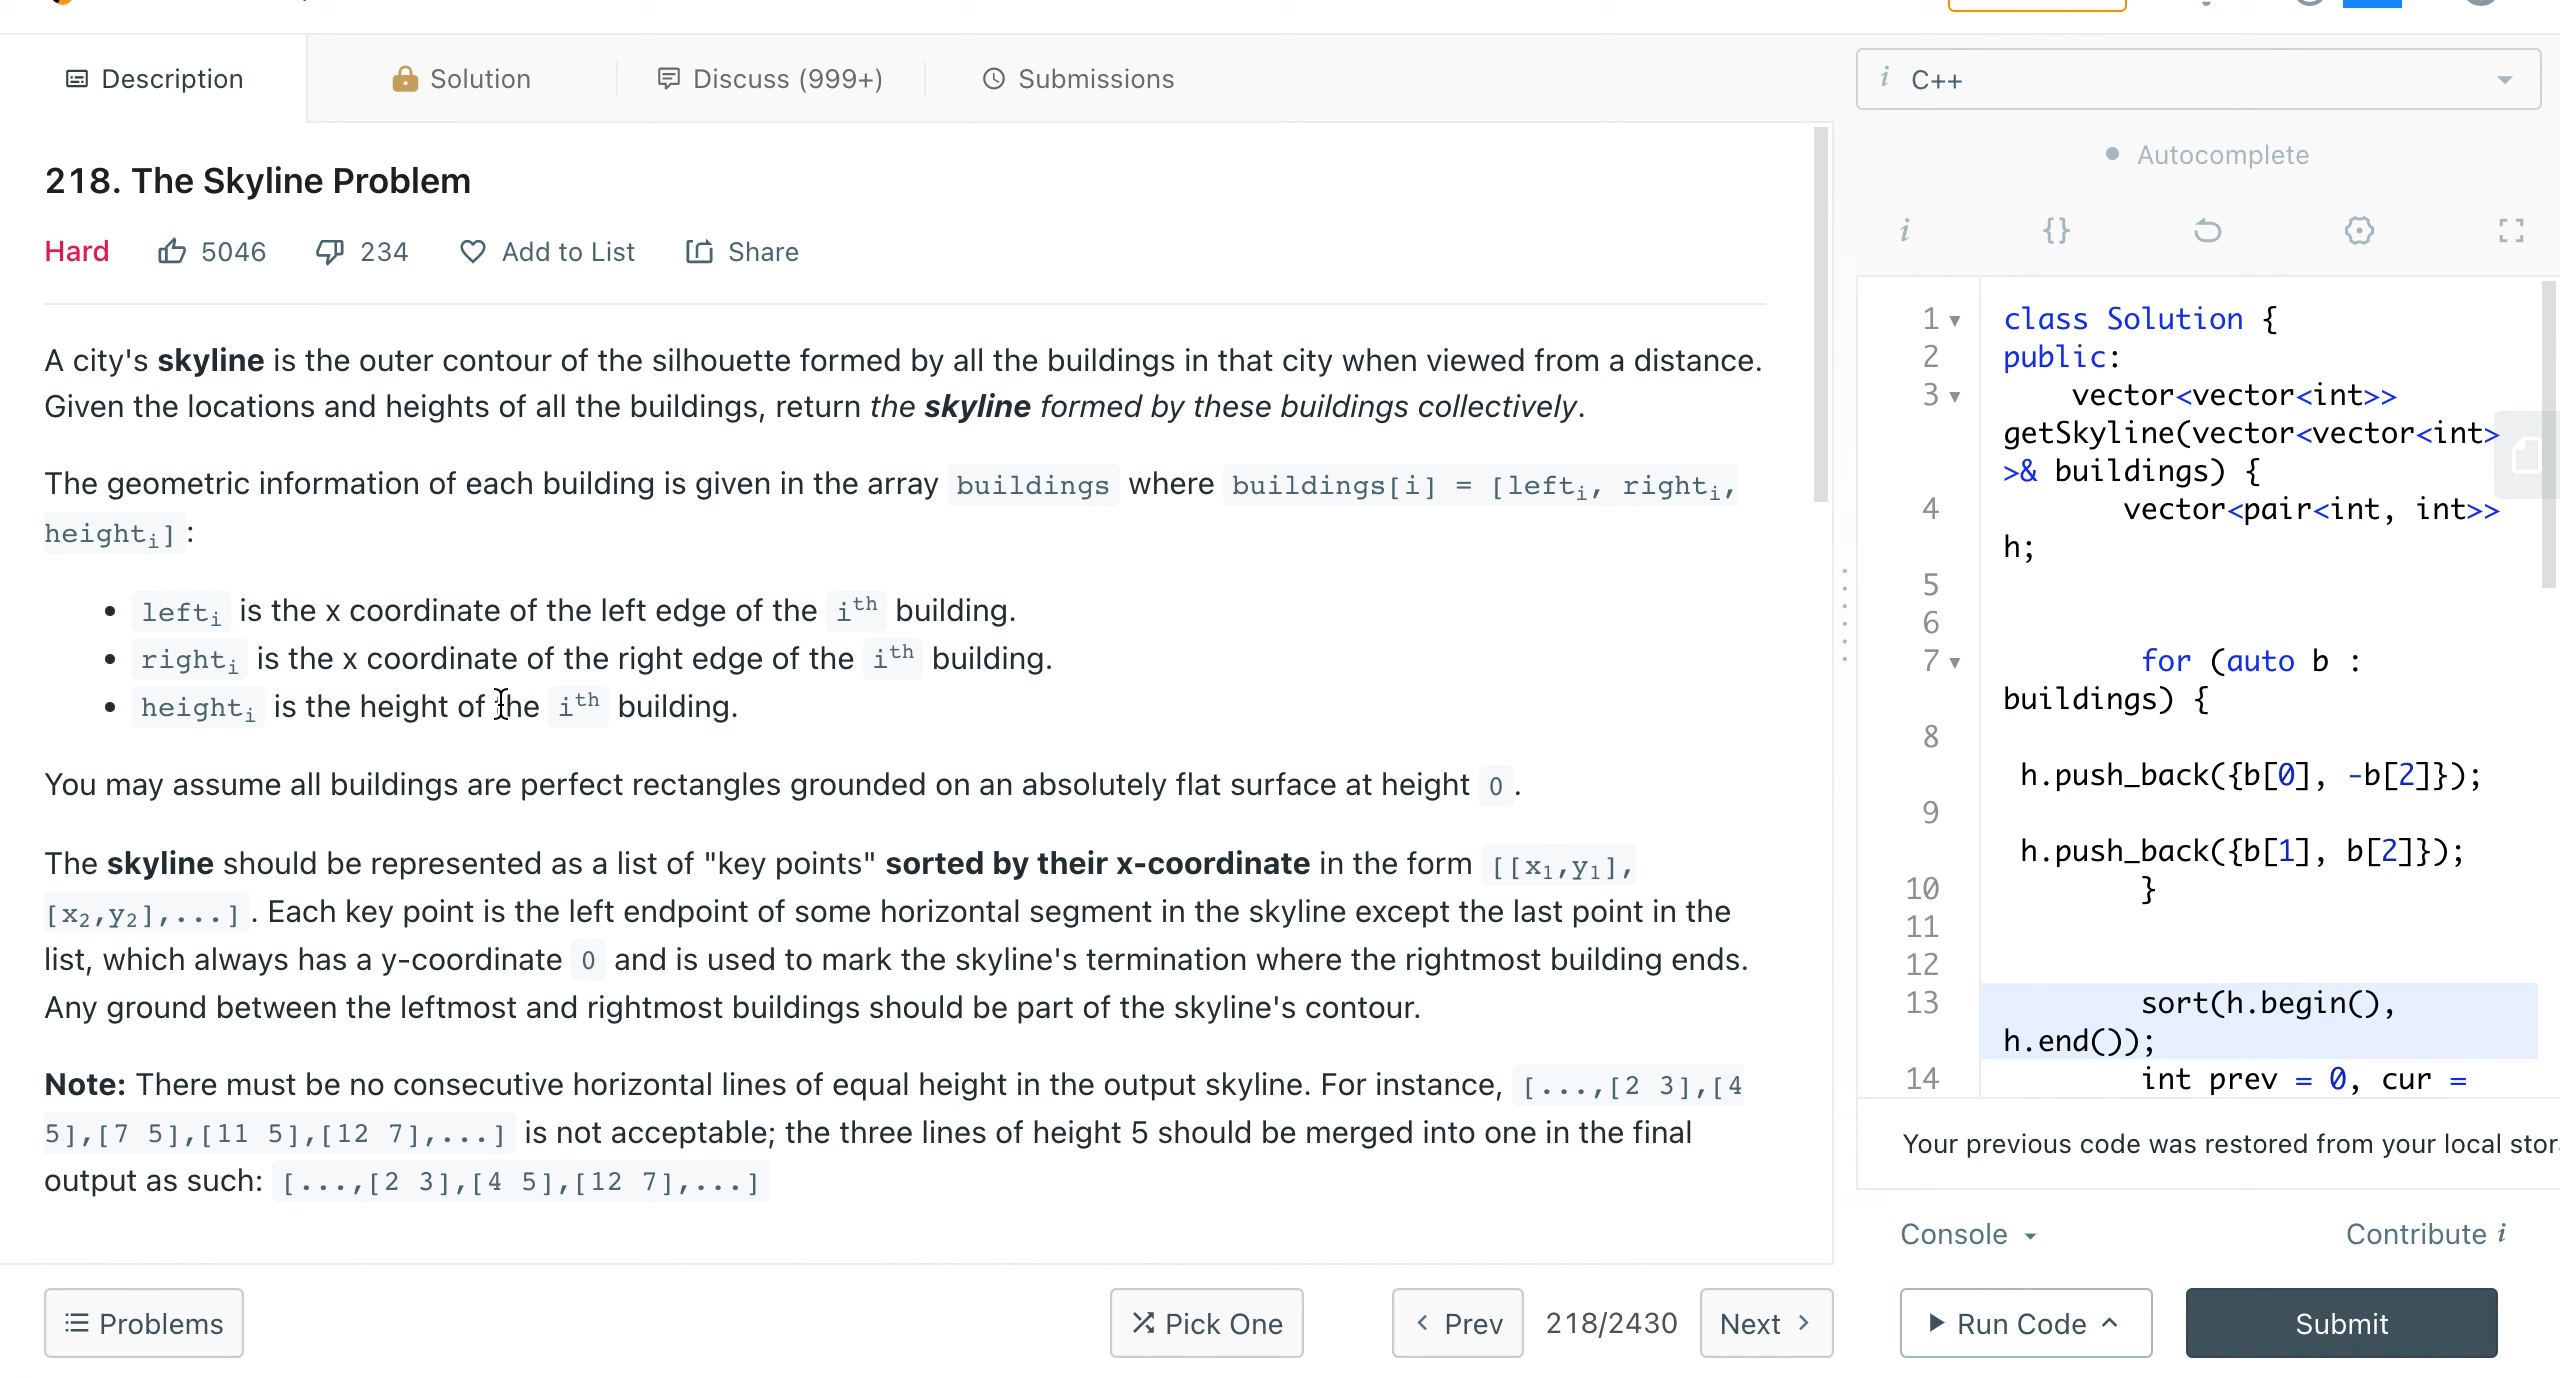 Description
Solution
Discuss (999+)
Submissions
i C++
Autocomplete
218. The Skyline Problem
i {}
Hard 5046 234 Add to List Share
A city's skyline is the outer contour of the silhouette formed by all the buildings in that city when viewed from a distance.
Given the locations and heights of all the buildings, return the skyline formed by these buildings collectively.
The geometric information of each building is given in the array buildings where buildings[i] = [lefti, righti,
heighti] :
• lefti is the x coordinate of the left edge of the ith building.
• righti is the x coordinate of the right edge of the ith building.
• heighti is the height of the ith building.
You may assume all buildings are perfect rectangles grounded on an absolutely flat surface at height 0 .
The skyline should be represented as a list of "key points" sorted by their x-coordinate in the form [[x1,y1],
[x2,y2],...] . Each key point is the left endpoint of some horizontal segment in the skyline except the last point in the
list, which always has a y-coordinate 0 and is used to mark the skyline's termination where the rightmost building ends.
Any ground between the leftmost and rightmost buildings should be part of the skyline's contour.
Note: There must be no consecutive horizontal lines of equal height in the output skyline. For instance, [...,[2 3],[4
5],[7 5],[11 5],[12 7],...] is not acceptable; the three lines of height 5 should be merged into one in the final
output as such: [...,[2 3],[4 5],[12 7],...]
1 class Solution {
2 public:
3 vector<vector<int>>
getSkyline(vector<vector<int>
>& buildings) {
4 vector<pair<int, int>>
h;
5
6
7 for (auto b :
buildings) {
8
h.push_back({b[0], -b[2]});
9
h.push_back({b[1], b[2]});
10 }
11
12
13 sort(h.begin(),
h.end());
14 int prev = 0, cur =
Your previous code was restored from your local stor
Console
Contribute i
Problems
Pick One
Prev
218/2430
Next
Run Code
Submit